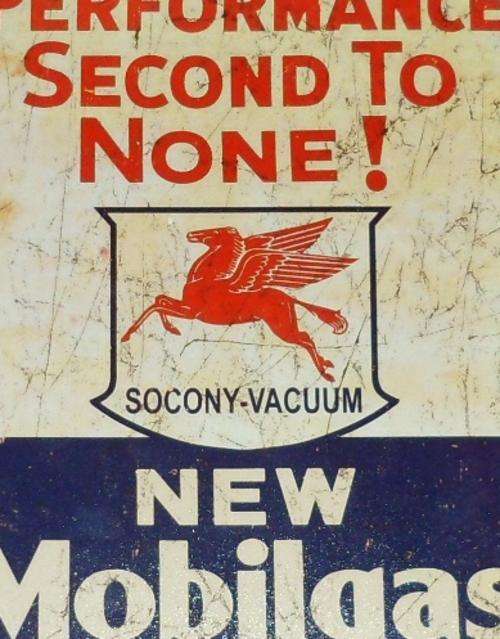 PERFORMANCE
SECOND TO
NONE!
SOCONY-VACUUM
NEW
Mobilgas